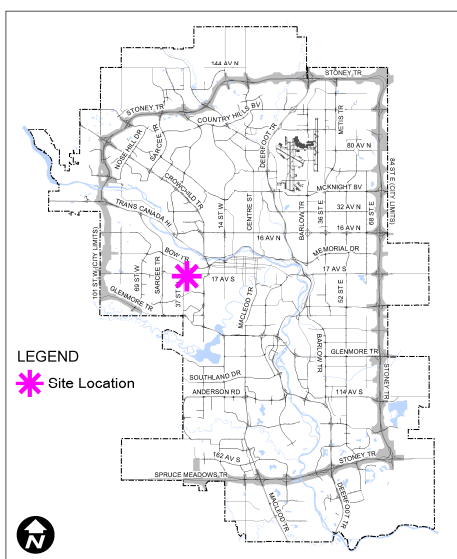 144 AV N
STONEY TR
STONEY TR
COUNTRY HILLS BV
NOSEHILL DR
SARCEE TR
DEERFOOT TR
METIS TR
80 AV N
84 ST E (CITY LIMITS)
CROWCHILD TR
MCKNIGHT BV
TRANS CANADA HI
14 ST W
CENTRE ST
BARLOW TR
36 ST E
32 AV N
68 ST E
16 AV N
16 AV N
101 ST W (CITY LIMITS)
BOW TR
MEMORIAL DR
69 ST W
SARCEE TR
37 ST
17 AV S
17 AV S
52 ST E
GLENMORE TR
MACLEOD TR
BARLOW TR
GLENMORE TR
LEGEND
Site Location
SOUTHLAND DR
ANDERSON RD
114 AV S
STONEY TR
162 AV S
STONEY TR
SPRUCE MEADOWS TR
MACLEOD TR
DEERFOOT TR
N